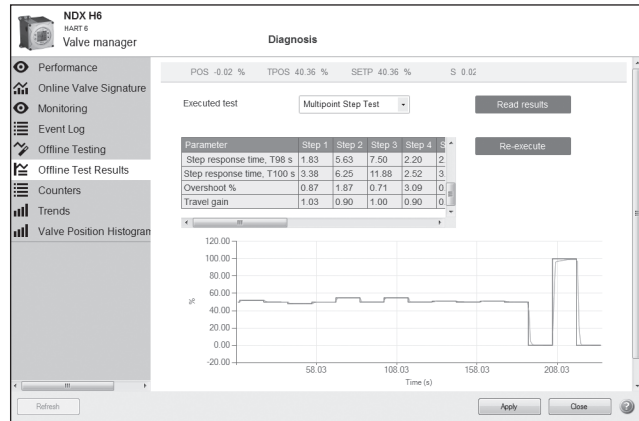 NDX H6
HART 6
Valve manager
Diagnosis
Performance
Online Valve Signature
Monitoring
Event Log
Offline Testing
Offline Test Results
Counters
Trends
Valve Position Histogram
POS -0.02 % TPOS 40.36 % SETP 40.36 % S 0.02
Executed test Multipoint Step Test Read results
Re-execute
Parameter Step 1 Step 2 Step 3 Step 4 S
Step response time, T98 s 1.83 5.63 7.50 2.20 2.
Step response time, T100 s 3.38 6.25 11.88 2.52 3.
Overshoot % 0.87 1.87 0.71 3.09 0.
Travel gain 1.03 0.90 1.00 0.90 0.
120.00
100.00
80.00
60.00
40.00
20.00
0.00
-20.00
%
58.03 108.03 158.03 208.03
Time (s)
Refresh Apply Close ?